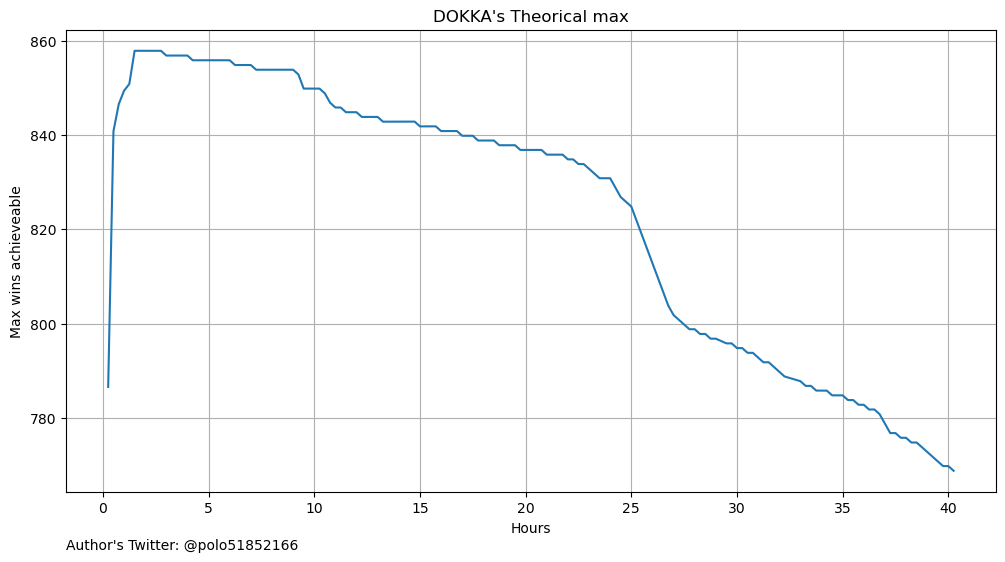 DOKKA's Theorical max
Max wins achieveable
860
840
820
800
780
0 5 10 15 20 25 30 35 40
Hours
Author's Twitter: @polo51852166